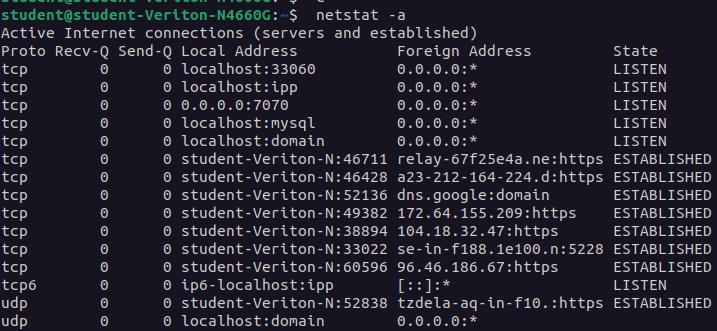 student@student-Veriton-N4660G:~$  netstat -a
Active Internet connections (servers and established)
Proto Recv-Q Send-Q Local Address           Foreign Address         State
tcp        0      0 localhost:33060         0.0.0.0:*               LISTEN
tcp        0      0 localhost:ipp           0.0.0.0:*               LISTEN
tcp        0      0 0.0.0.0:7070            0.0.0.0:*               LISTEN
tcp        0      0 localhost:mysql         0.0.0.0:*               LISTEN
tcp        0      0 localhost:domain        0.0.0.0:*               LISTEN
tcp        0      0 student-Veriton-N:46711 relay-67f25e4a.ne:https ESTABLISHED
tcp        0      0 student-Veriton-N:46428 a23-212-164-224.d:https ESTABLISHED
tcp        0      0 student-Veriton-N:52136 dns.google:domain       ESTABLISHED
tcp        0      0 student-Veriton-N:49382 172.64.155.209:https    ESTABLISHED
tcp        0      0 student-Veriton-N:38894 104.18.32.47:https      ESTABLISHED
tcp        0      0 student-Veriton-N:33022 se-in-f188.1e100.n:5228 ESTABLISHED
tcp        0      0 student-Veriton-N:60596 96.46.186.67:https      ESTABLISHED
tcp6       0      0 ip6-localhost:ipp       [::]:*                  LISTEN
udp        0      0 student-Veriton-N:52838 tzdela-aq-in-f10.:https ESTABLISHED
udp        0      0 localhost:domain        0.0.0.0:*